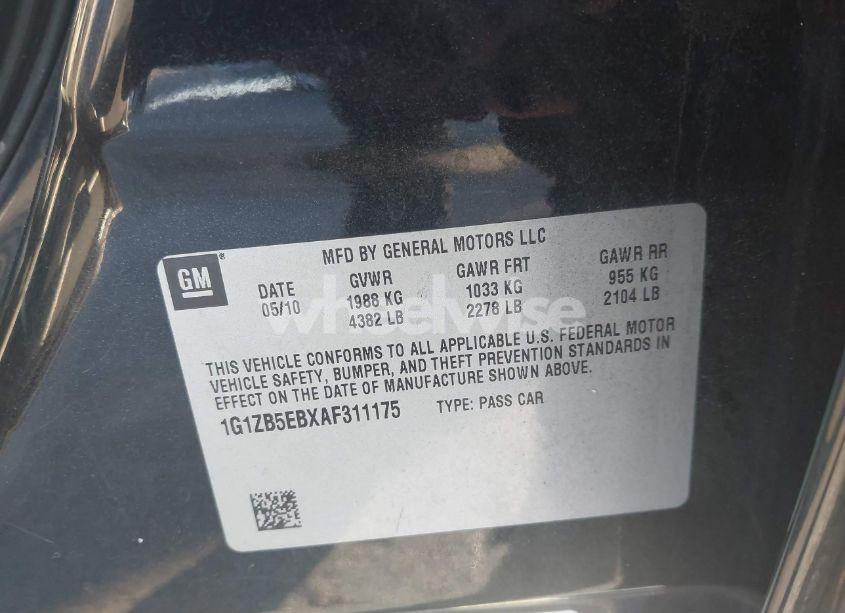 MFD BY GENERAL MOTORS LLC
GM®
DATE GVWR GAWR FRT GAWR RR
05/10 1988 KG 1033 KG 955 KG
4382 LB 2278 LB 2104 LB
wheelwise
THIS VEHICLE CONFORMS TO ALL APPLICABLE U.S. FEDERAL MOTOR
VEHICLE SAFETY, BUMPER, AND THEFT PREVENTION STANDARDS IN
EFFECT ON THE DATE OF MANUFACTURE SHOWN ABOVE.
1G1ZB5EBXAF311175 TYPE: PASS CAR